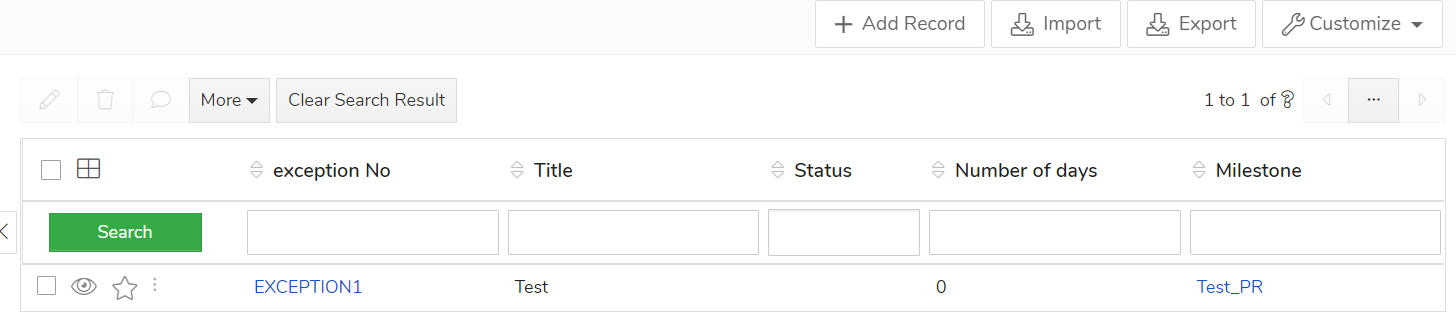 Add Record Import Export Customize
More Clear Search Result 1 to 1 of ? ...
exception No Title Status Number of days Milestone
Search
EXCEPTION1 Test 0 Test_PR